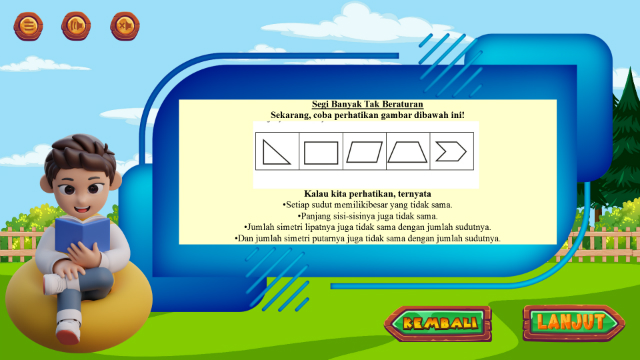 Segi Banyak Tak Beraturan
Sekarang, coba perhatikan gambar dibawah ini!
Kalau kita perhatikan, ternyata
•Setiap sudut memilikibesar yang tidak sama.
•Panjang sisi-sisinya juga tidak sama.
•Jumlah simetri lipatnya juga tidak sama dengan jumlah sudutnya.
•Dan jumlah simetri putarnya juga tidak sama dengan jumlah sudutnya.
KEMBALI
LANJUT